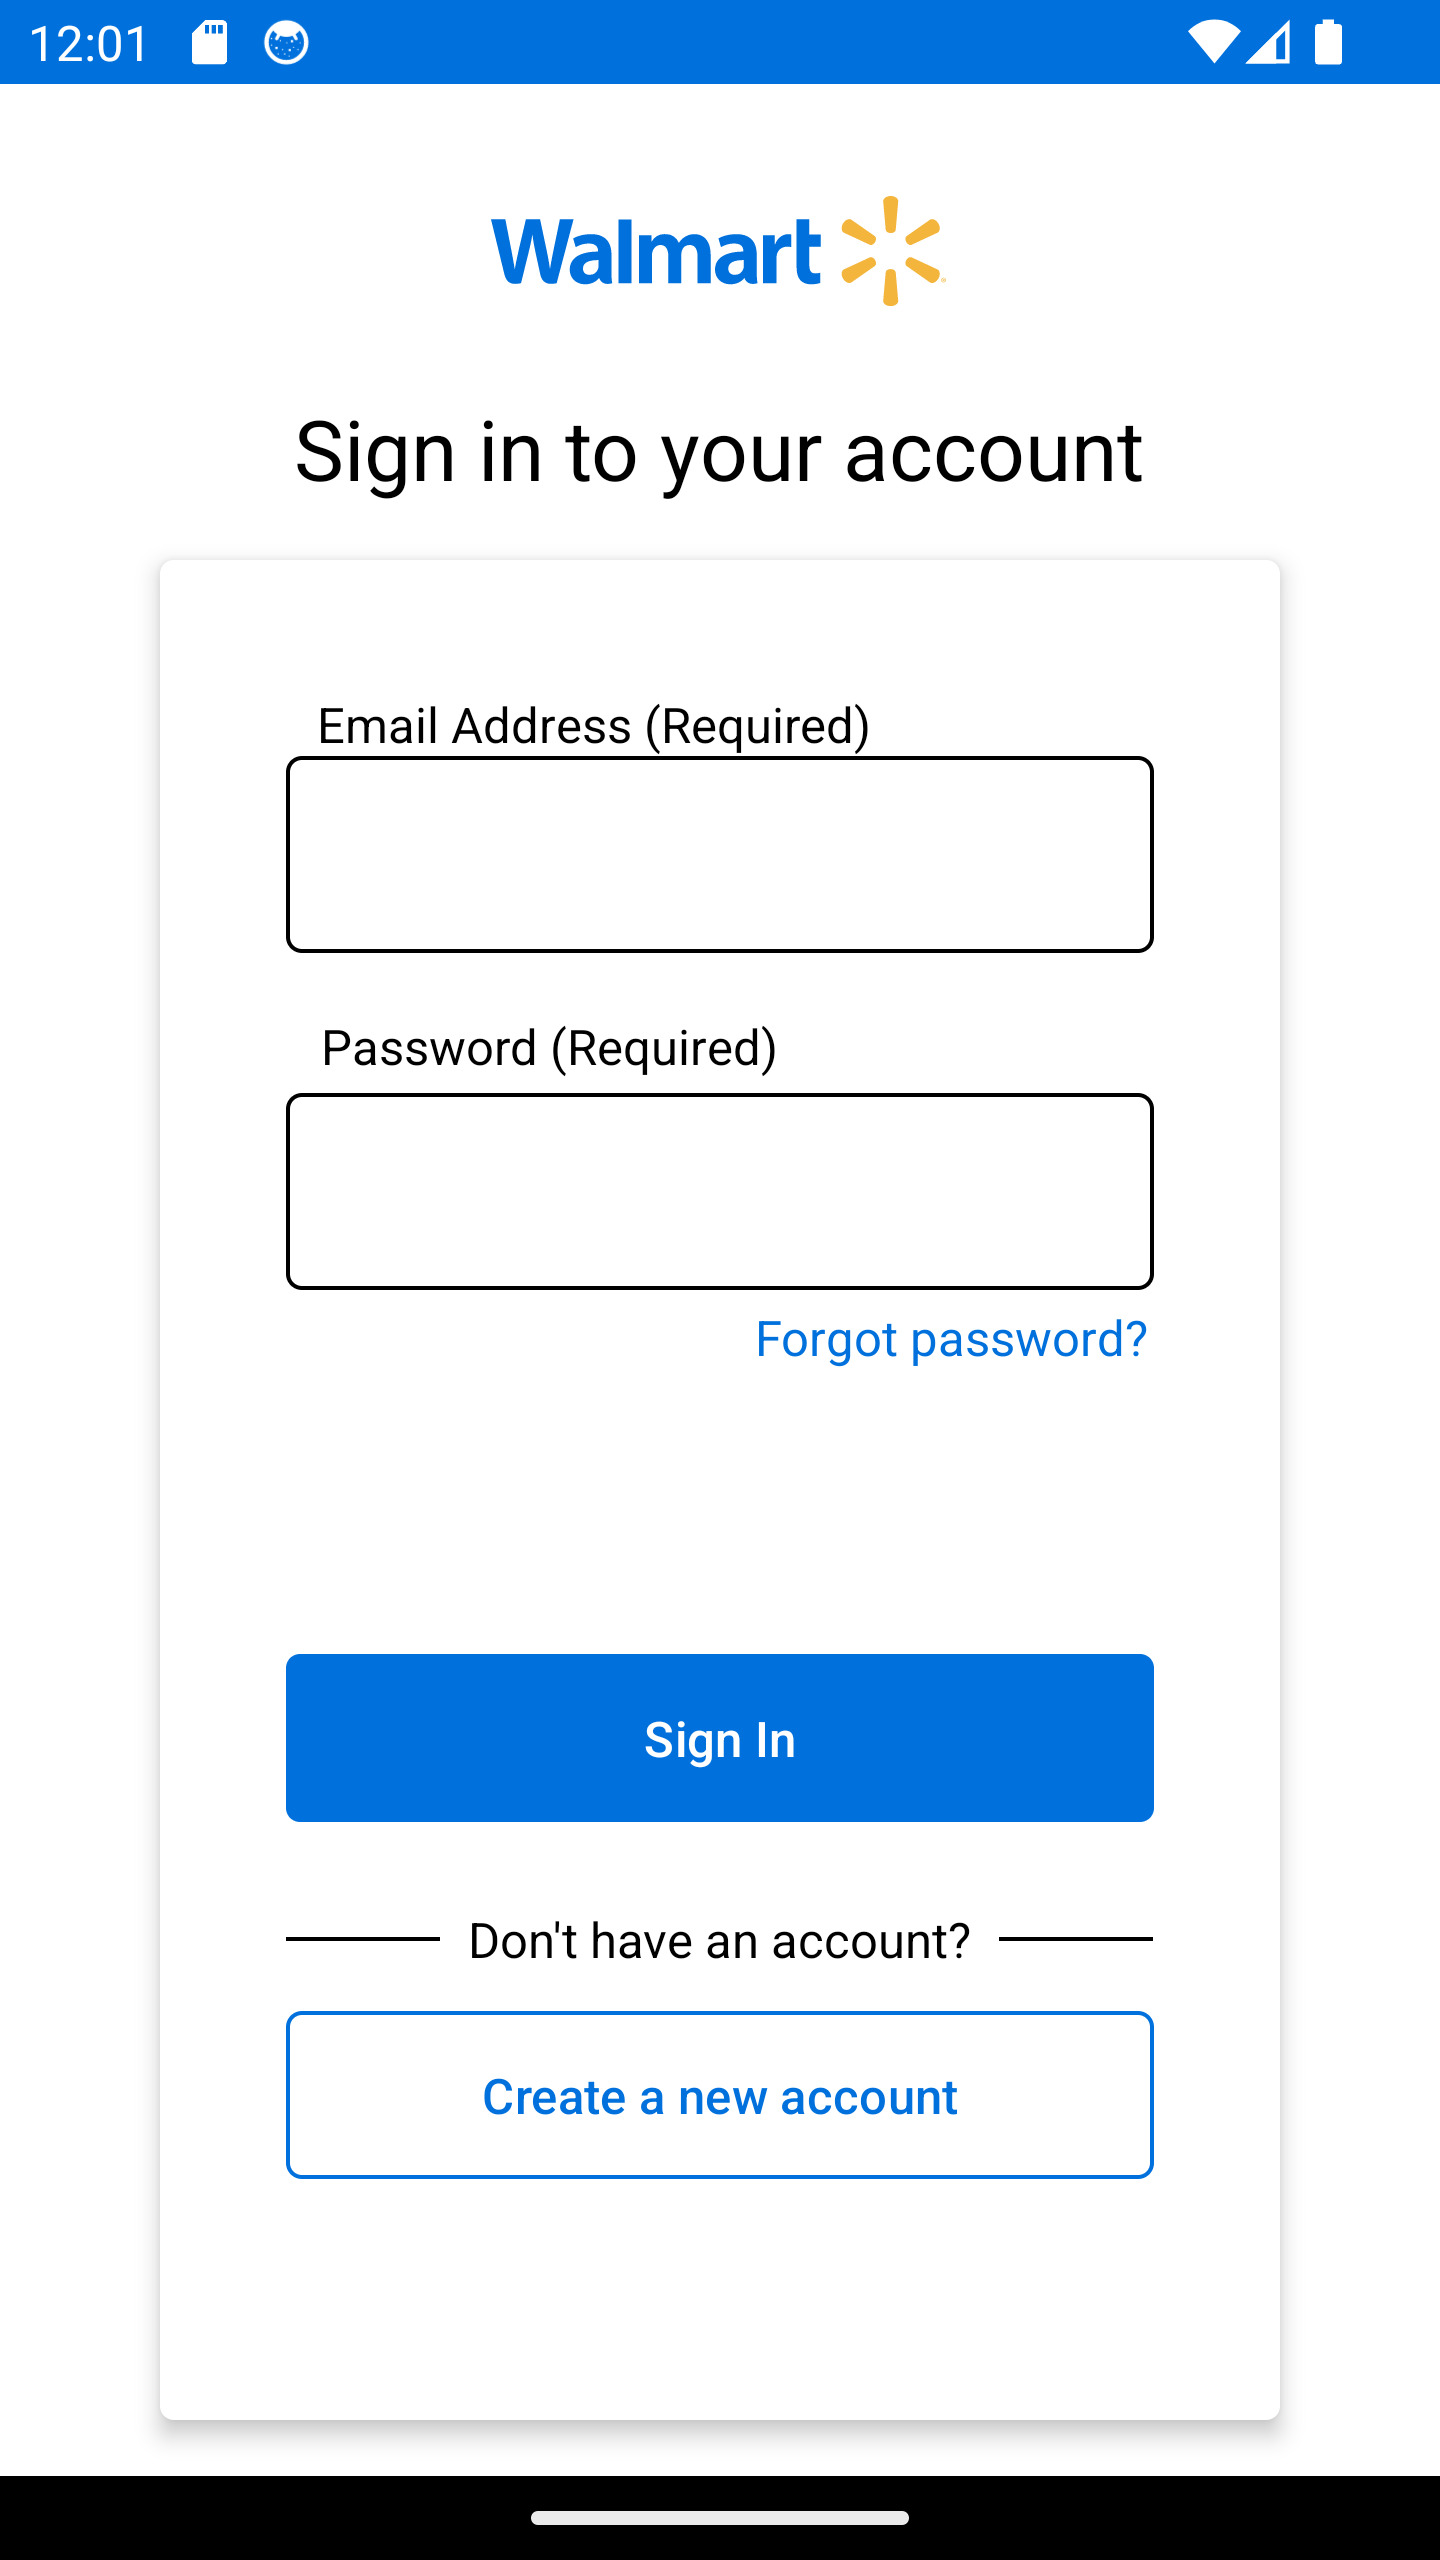 12:01
Walmart
Sign in to your account
Email Address (Required)
Password (Required)
Forgot password?
Sign In
Don't have an account?
Create a new account